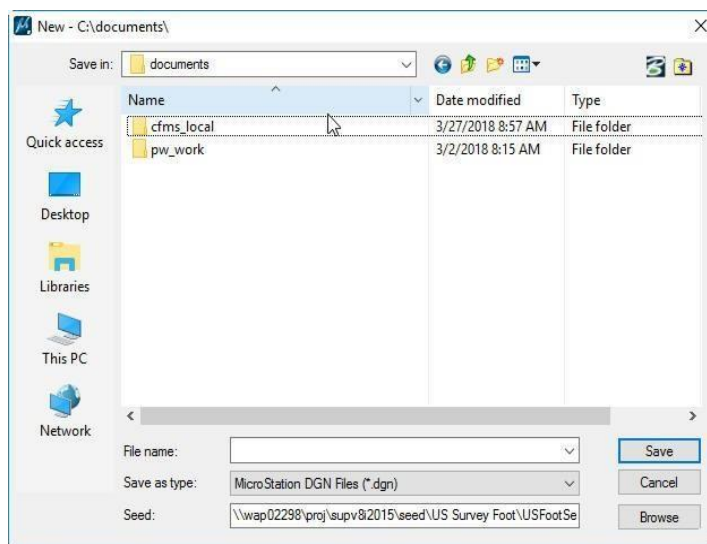 New - C:\documents\
Save in: documents
Name Date modified Type
cfms_local 3/27/2018 8:57 AM File folder
pw_work 3/2/2018 8:15 AM File folder
Quick access
Desktop
Libraries
This PC
Network
File name: Save
Save as type: MicroStation DGN Files (*.dgn) Cancel
Seed: \\wap02298\proj\supv8i2015\seed\US Survey Foot\USFootSe Browse